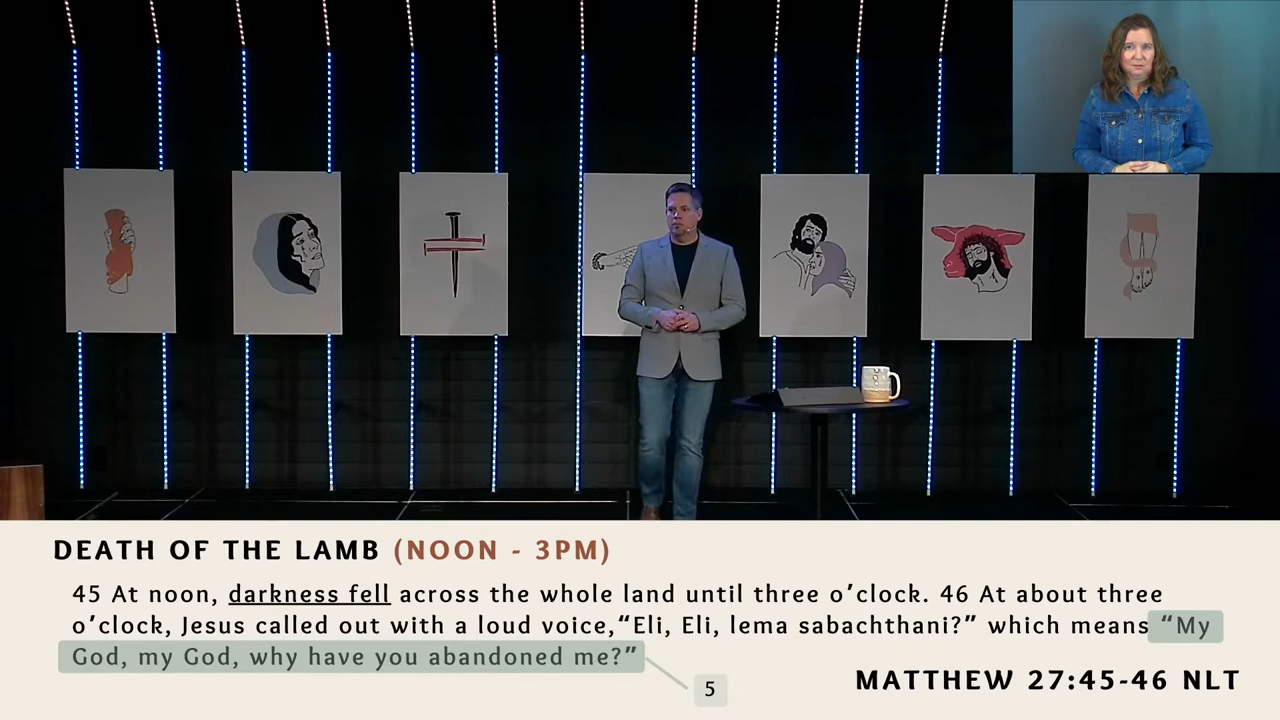 DEATH OF THE LAMB (NOON - 3PM)
45 At noon, darkness fell across the whole land until three o’clock. 46 At about three
o’clock, Jesus called out with a loud voice,“Eli, Eli, lema sabachthani?” which means “My
God, my God, why have you abandoned me?”
5
MATTHEW 27:45-46 NLT